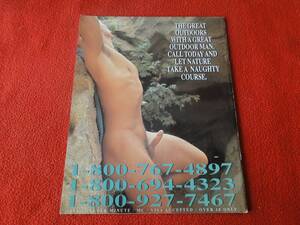 THE GREAT
OUTDOORS
WITH A GREAT
OUTDOOR MAN.
CALL TODAY AND
LET NATURE
TAKE A NAUGHTY
COURSE.
1-800-767-4897
1-800-694-4323
1-800-927-7467
MINUTE MC VISA ACCEPTED OVER 18 ONLY